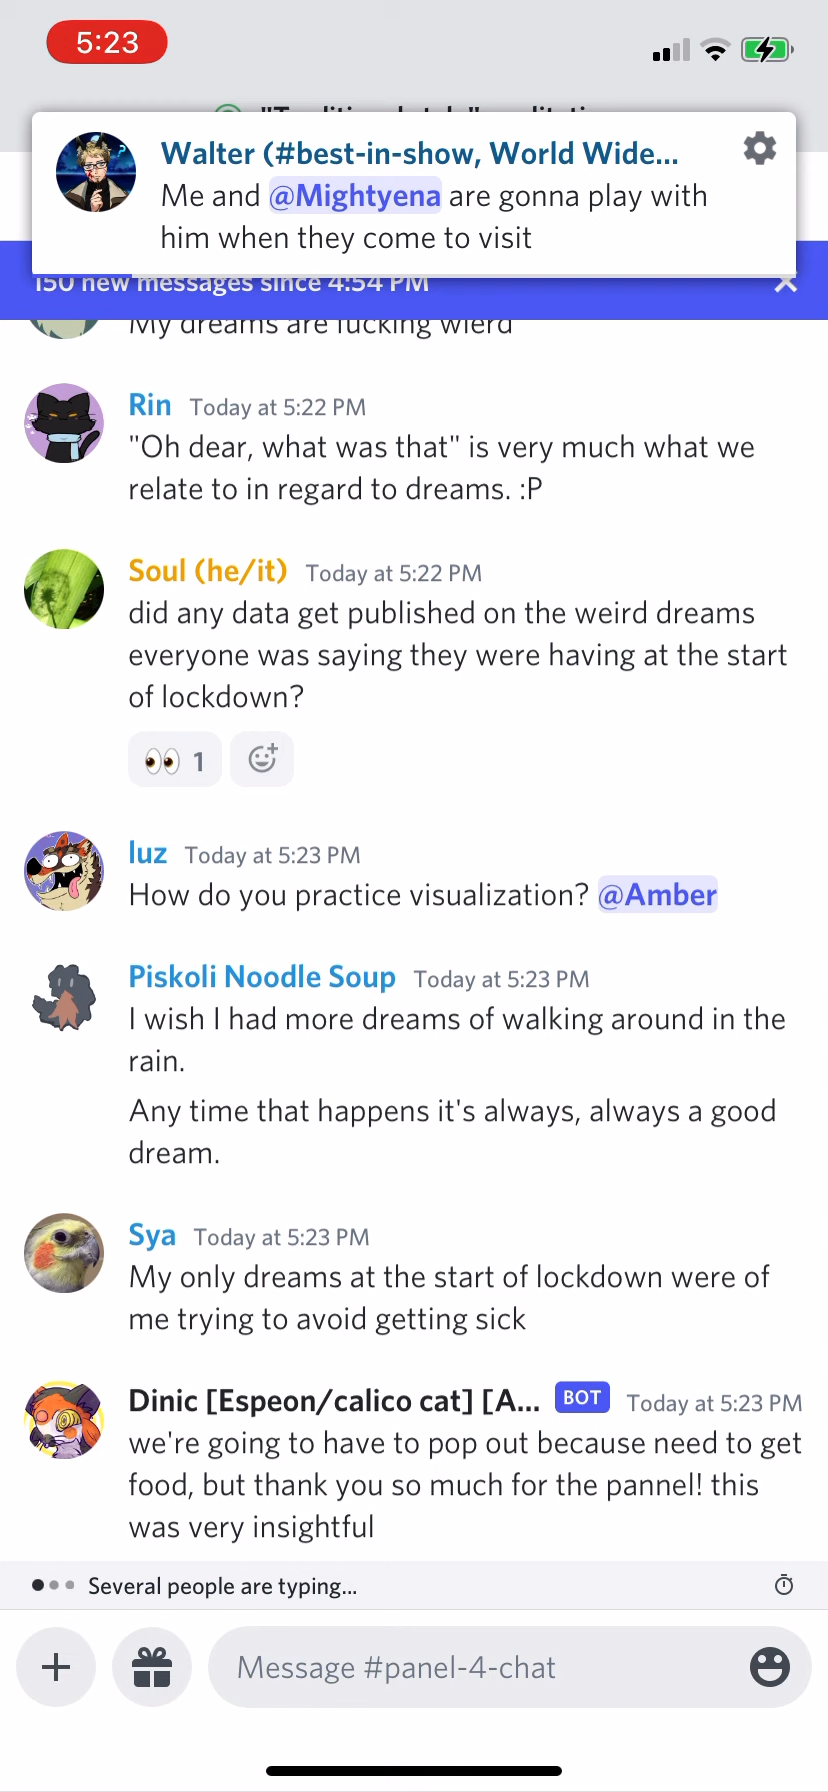 5:23
Walter (#best-in-show, World Wide...
Me and @Mightyena are gonna play with
him when they come to visit
150 new messages since 4:54 PM
My dreams are fucking wierd
Rin Today at 5:22 PM
"Oh dear, what was that" is very much what we
relate to in regard to dreams. :P
Soul (he/it) Today at 5:22 PM
did any data get published on the weird dreams
everyone was saying they were having at the start
of lockdown?
1
luz Today at 5:23 PM
How do you practice visualization? @Amber
Piskoli Noodle Soup Today at 5:23 PM
I wish I had more dreams of walking around in the
rain.
Any time that happens it's always, always a good
dream.
Sya Today at 5:23 PM
My only dreams at the start of lockdown were of
me trying to avoid getting sick
Dinic [Espeon/calico cat] [A... BOT Today at 5:23 PM
we're going to have to pop out because need to get
food, but thank you so much for the pannel! this
was very insightful
Several people are typing...
Message #panel-4-chat